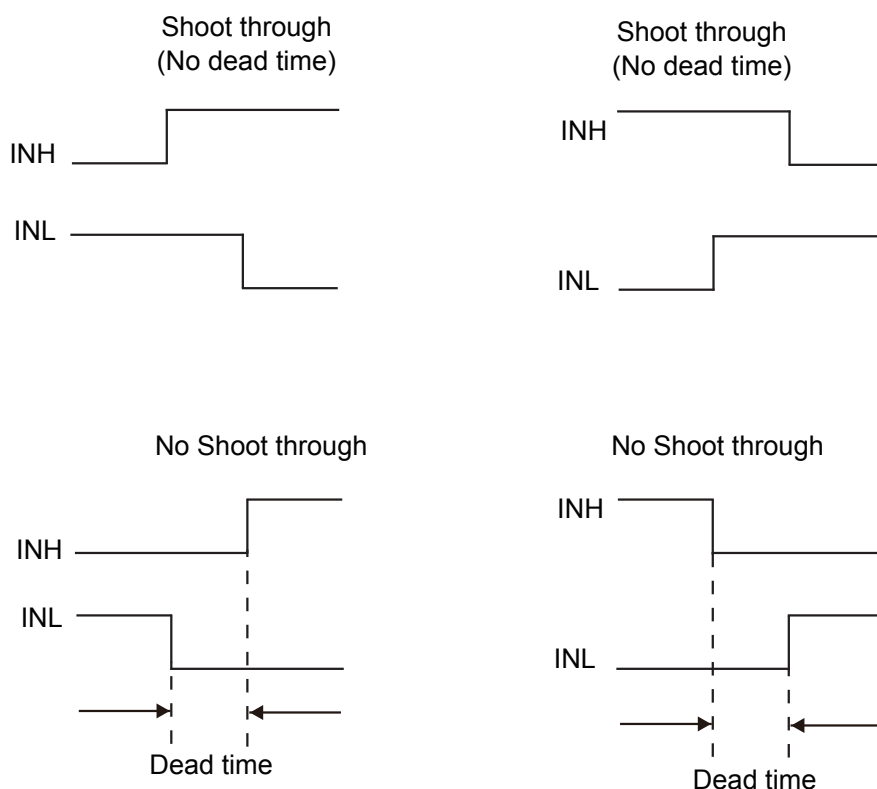 Shoot through
(No dead time)
INH
INL
Shoot through
(No dead time)
INH
INL
No Shoot through
INH
INL
Dead time
No Shoot through
INH
INL
Dead time